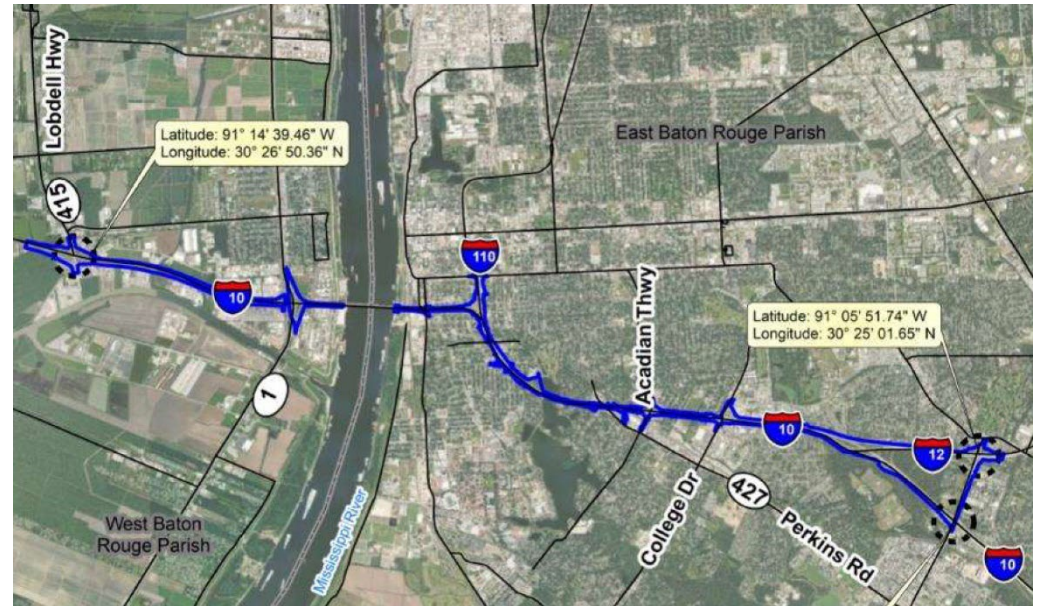 Lobdell Hwy
Latitude: 91° 14' 39.46" W
Longitude: 30° 26' 50.36" N
East Baton Rouge Parish
415
110
10
Acadian Thwy
Latitude: 91° 05' 51.74" W
Longitude: 30° 25' 01.65" N
1
10
12
427
College Dr
Perkins Rd
West Baton
Rouge Parish
Mississippi River
10